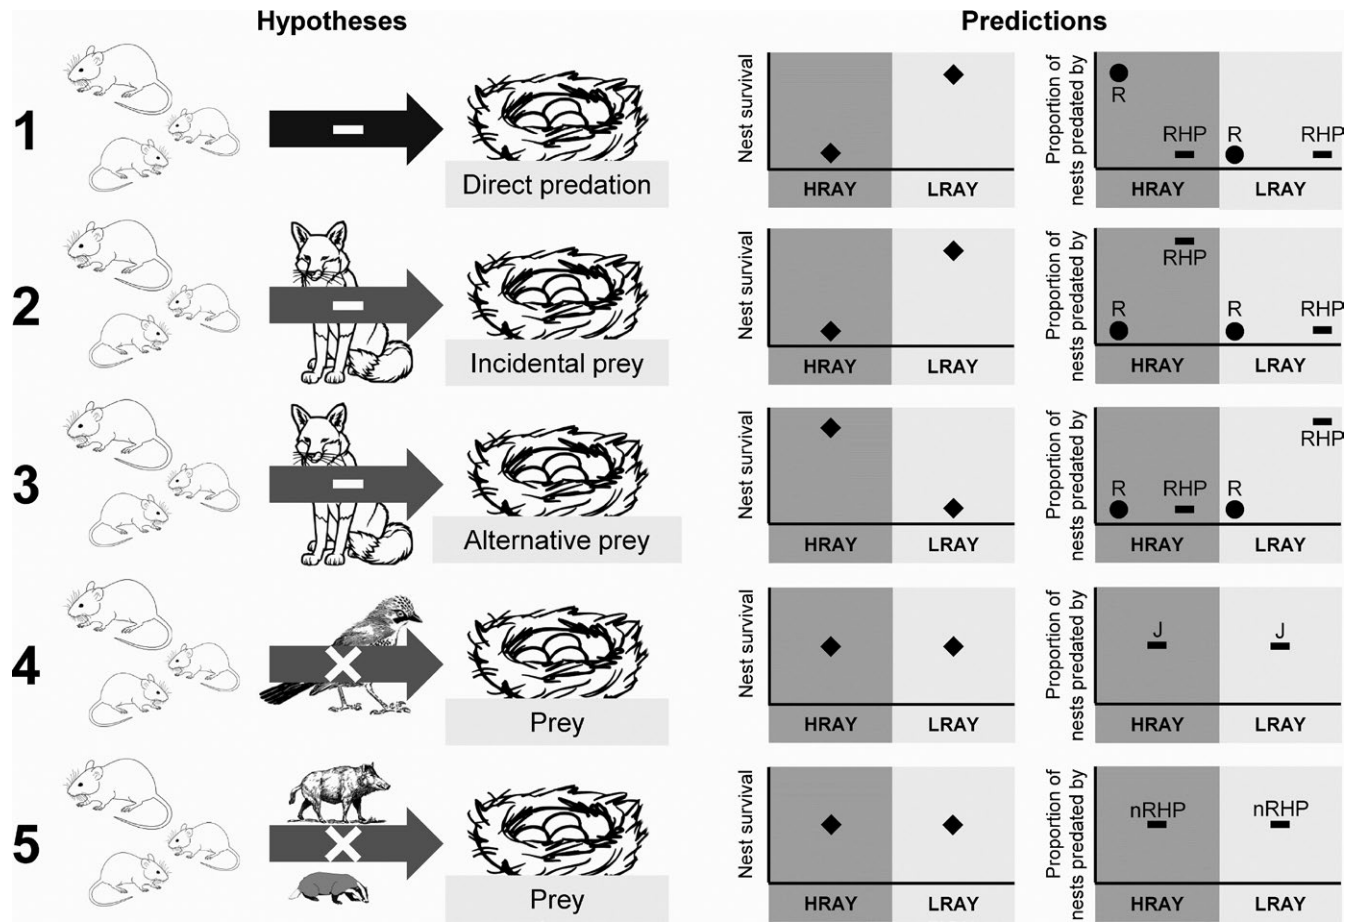 Hypotheses
Predictions
1
Direct predation
Nest survival
HRAY
LRAY
Proportion of
nests predated by
R
RHP
R
RHP
HRAY
LRAY
2
Incidental prey
Nest survival
HRAY
LRAY
Proportion of
nests predated by
R
RHP
R
RHP
HRAY
LRAY
3
Alternative prey
Nest survival
HRAY
LRAY
Proportion of
nests predated by
R
RHP
R
RHP
HRAY
LRAY
4
Prey
Nest survival
HRAY
LRAY
Proportion of
nests predated by
J
J
HRAY
LRAY
5
Prey
Nest survival
HRAY
LRAY
Proportion of
nests predated by
nRHP
nRHP
HRAY
LRAY